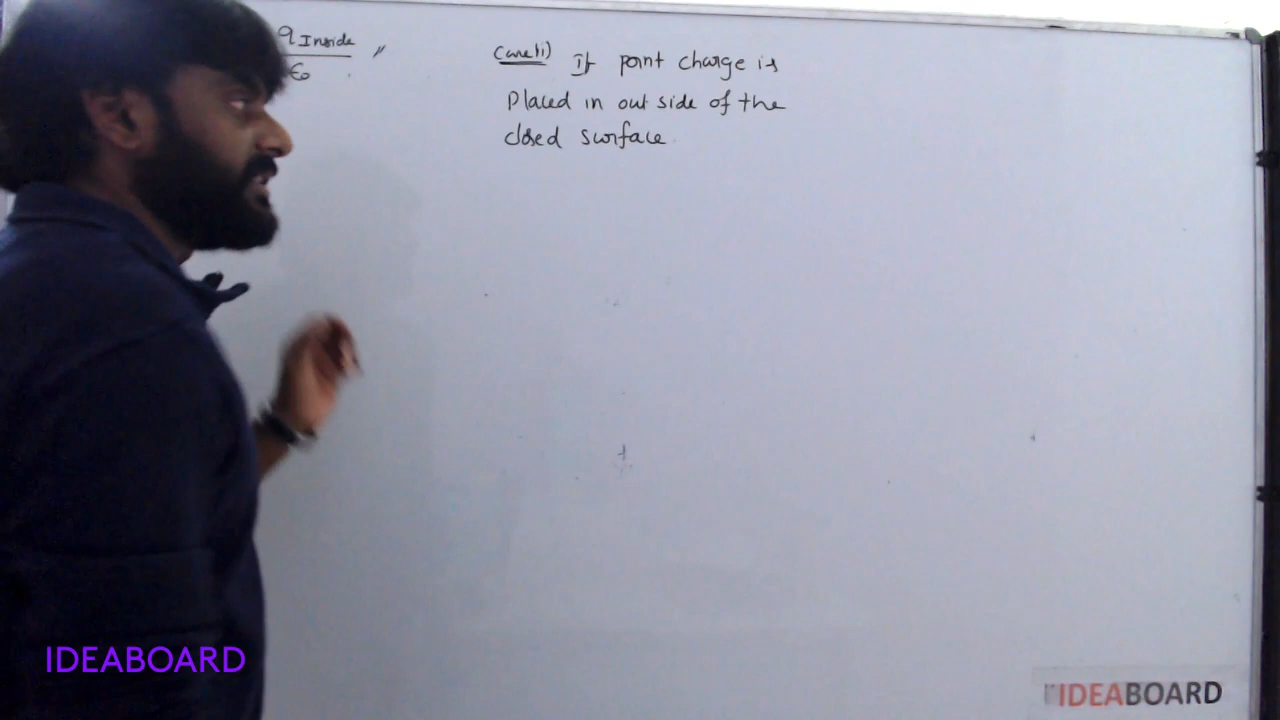 q Inside
ε0 "
Case ii) If point charge is
placed in out side of the
closed surface
IDEABOARD
IDEABOARD